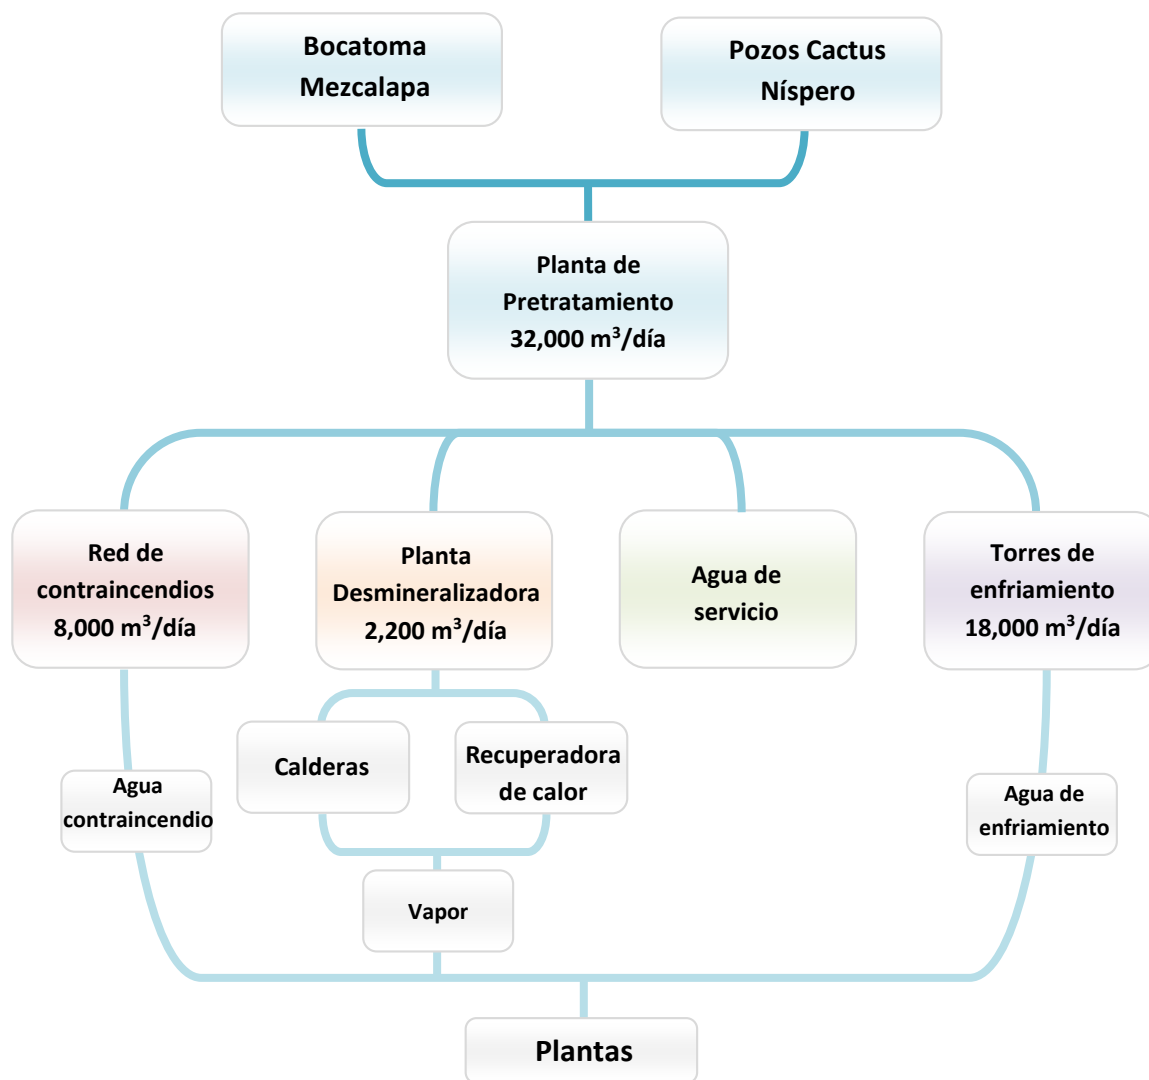 Bocatoma
Mezcalapa
Pozos Cactus
Níspero
Planta de
Pretratamiento
32,000 m³/día
Red de
contraincendios
8,000 m³/día
Planta
Desmineralizadora
2,200 m³/día
Agua de
servicio
Torres de
enfriamiento
18,000 m³/día
Calderas
Recuperadora
de calor
Agua
contraincendio
Agua de
enfriamiento
Vapor
Plantas